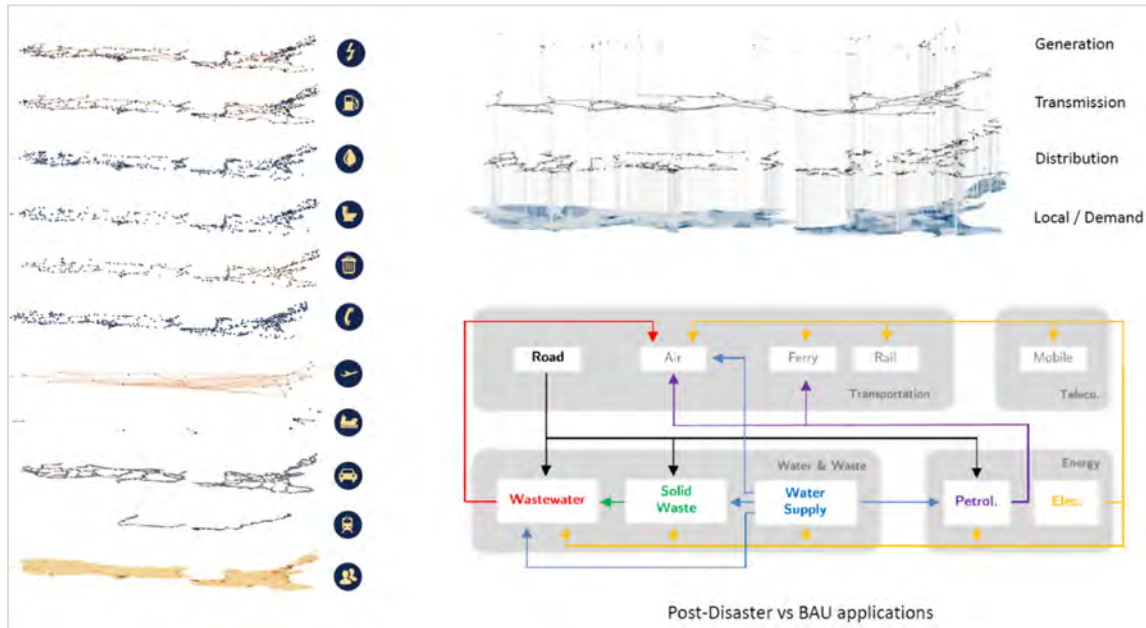 Generation
Transmission
Distribution
Local / Demand
Road
Air
Ferry
Rail
Mobile
Transportation
Teleco.
Water & Waste
Energy
Wastewater
Solid
Waste
Water
Supply
Petrol.
Elec.
Post-Disaster vs BAU applications